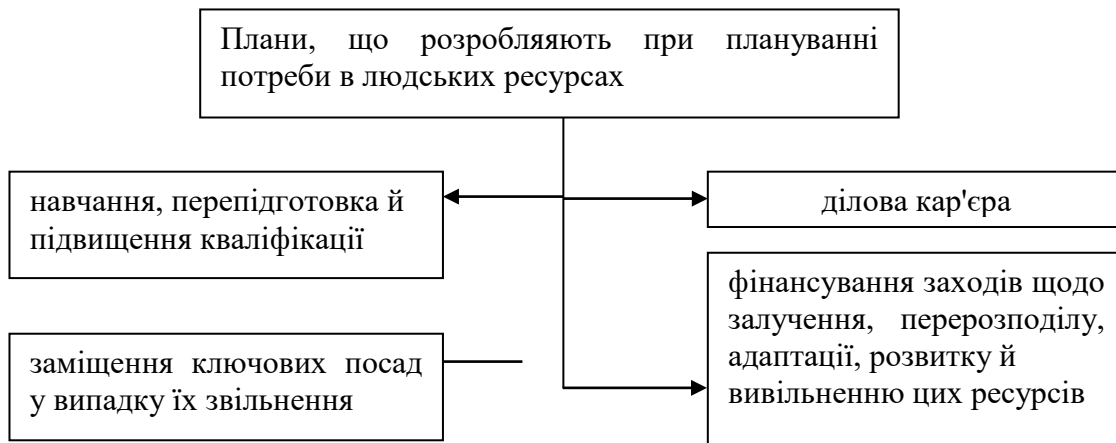 Плани, що розробляяють при плануванні
потреби в людських ресурсах
навчання, перепідготовка й
підвищення кваліфікації
ділова кар'єра
заміщення ключових посад
у випадку їх звільнення
фінансування заходів щодо
залучення, перерозподілу,
адаптації, розвитку й
вивільненню цих ресурсів